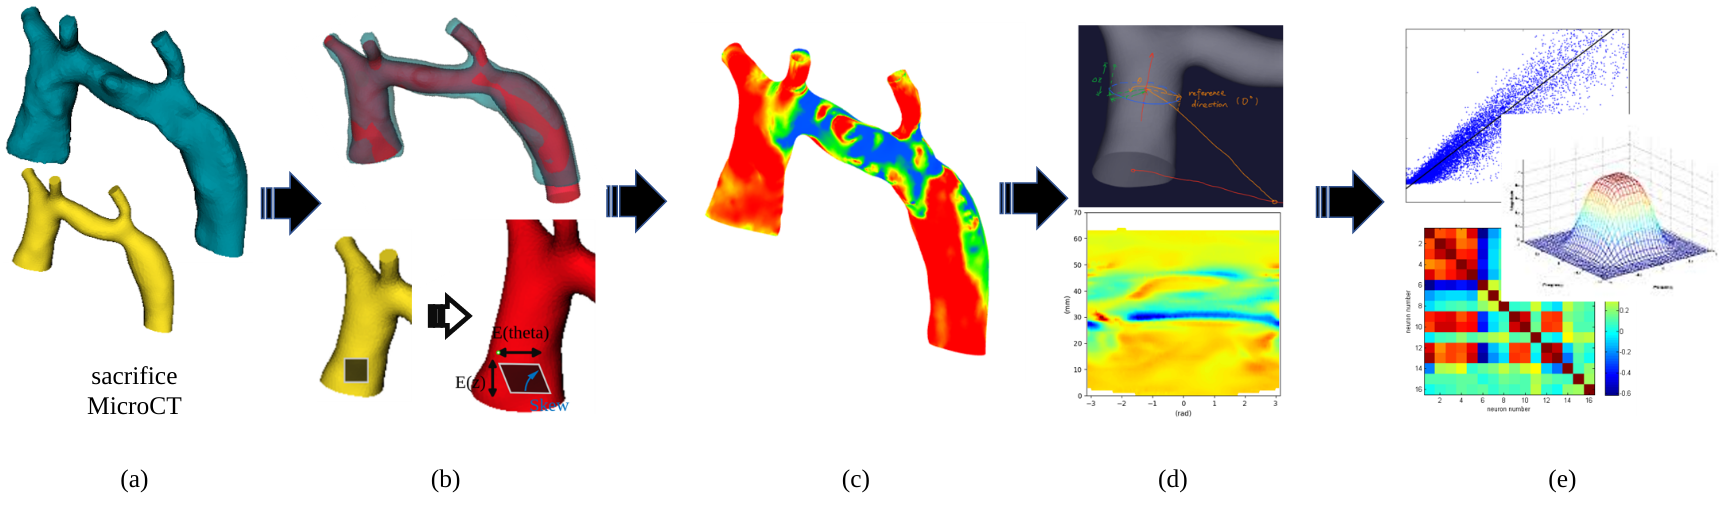 sacrifice
MicroCT
(a)
E(theta)
E(z)
Skew
(b)
(c)
ΔZ
reference
direction (D°)
70
60
50
40
30
20
10
0
(mm)
−3 −2 −1 0 1 2 3
(rad)
(d)
2
4
6
8
10
12
14
16
neuron number
2 4 6 8 10 12 14 16
neuron number
0.2
0
-0.2
-0.4
-0.6
(e)